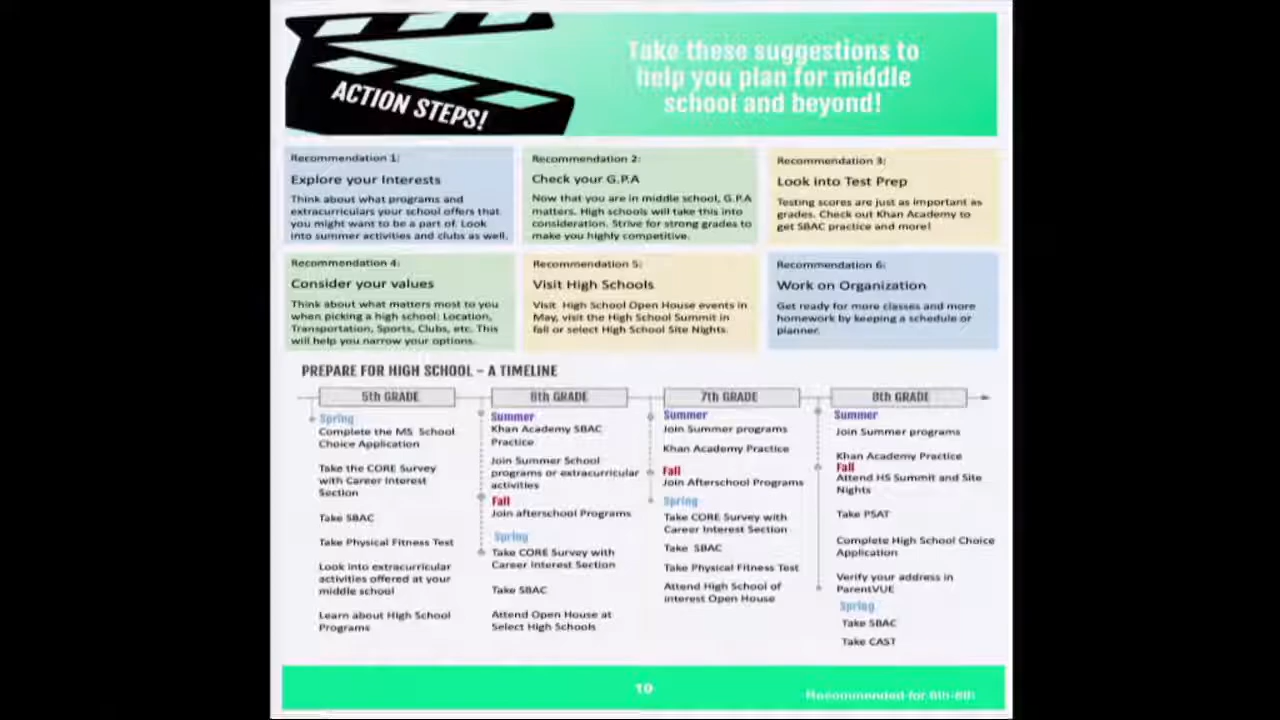 ACTION STEPS!
Take these suggestions to
help you plan for middle
school and beyond!
Recommendation 1:
Explore your Interests
Think about what programs and
extracurriculars your school offers that
you might want to be a part of. Look
into summer activities and clubs as well.
Recommendation 2:
Check your G.P.A
Now that you are in middle school, G.P.A
matters. High schools will take this into
consideration. Strive for strong grades to
make you highly competitive.
Recommendation 3:
Look into Test Prep
Testing scores are just as important as
grades. Check out Khan Academy to
get SBAC practice and more!
Recommendation 4:
Consider your values
Think about what matters most to you
when picking a high school: Location,
Transportation, Sports, Clubs, etc. This
will help you narrow your options.
Recommendation 5:
Visit High Schools
Visit High School Open House events in
May, visit the High School Summit in
fall or select High School Site Nights.
Recommendation 6:
Work on Organization
Get ready for more classes and more
homework by keeping a schedule or
planner.
PREPARE FOR HIGH SCHOOL – A TIMELINE
5th GRADE
Spring
Complete the MS School
Choice Application
Take the CORE Survey
with Career Interest
Section
Take SBAC
Take Physical Fitness Test
Look into extracurricular
activities offered at your
middle school
Learn about High School
Programs
6th GRADE
Summer
Khan Academy SBAC
Practice
Join Summer School
programs or extracurricular
activities
Fall
Join afterschool Programs
Spring
Take CORE Survey with
Career Interest Section
Take SBAC
Attend Open House at
Select High Schools
7th GRADE
Summer
Join Summer programs
Khan Academy Practice
Fall
Join Afterschool Programs
Spring
Take CORE Survey with
Career Interest Section
Take SBAC
Take Physical Fitness Test
Attend High School of
interest Open House
8th GRADE
Summer
Join Summer programs
Khan Academy Practice
Fall
Attend HS Summit and Site
Nights
Take PSAT
Complete High School Choice
Application
Verify your address in
ParentVUE
Spring
Take SBAC
Take CAST
10
Recommended for 6th-8th